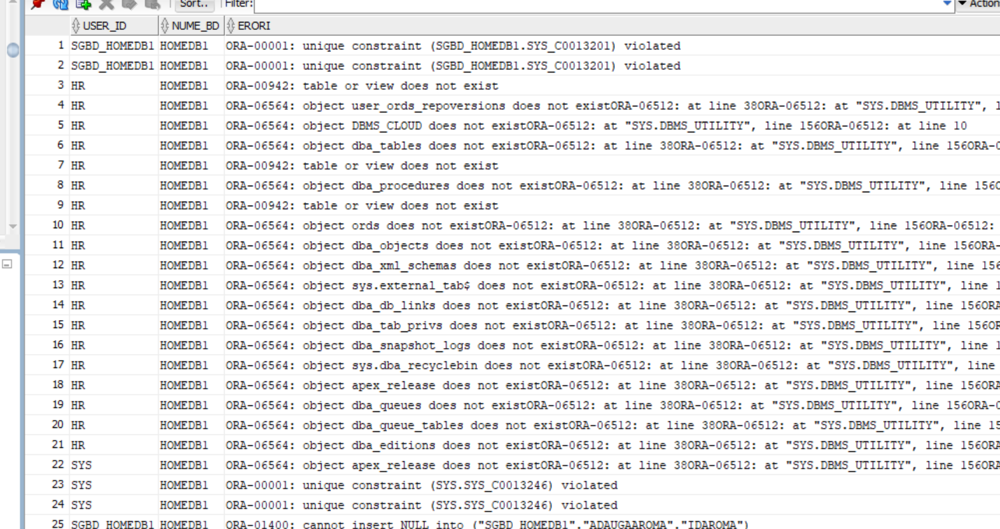 Sort.. Filter: Action
USER_ID NUME_BD ERORI
1 SGBD_HOMEDB1 HOMEDB1 ORA-00001: unique constraint (SGBD_HOMEDB1.SYS_C0013201) violated
2 SGBD_HOMEDB1 HOMEDB1 ORA-00001: unique constraint (SGBD_HOMEDB1.SYS_C0013201) violated
3 HR HOMEDB1 ORA-00942: table or view does not exist
4 HR HOMEDB1 ORA-06564: object user_ords_repoversions does not existORA-06512: at line 38ORA-06512: at "SYS.DBMS_UTILITY", l
5 HR HOMEDB1 ORA-06564: object DBMS_CLOUD does not existORA-06512: at "SYS.DBMS_UTILITY", line 156ORA-06512: at line 10
6 HR HOMEDB1 ORA-06564: object dba_tables does not existORA-06512: at line 38ORA-06512: at "SYS.DBMS_UTILITY", line 156ORA-0
7 HR HOMEDB1 ORA-00942: table or view does not exist
8 HR HOMEDB1 ORA-06564: object dba_procedures does not existORA-06512: at line 38ORA-06512: at "SYS.DBMS_UTILITY", line 156O
9 HR HOMEDB1 ORA-00942: table or view does not exist
10 HR HOMEDB1 ORA-06564: object ords does not existORA-06512: at line 38ORA-06512: at "SYS.DBMS_UTILITY", line 156ORA-06512:
11 HR HOMEDB1 ORA-06564: object dba_objects does not existORA-06512: at line 38ORA-06512: at "SYS.DBMS_UTILITY", line 156ORA-
12 HR HOMEDB1 ORA-06564: object dba_xml_schemas does not existORA-06512: at line 38ORA-06512: at "SYS.DBMS_UTILITY", line 156
13 HR HOMEDB1 ORA-06564: object sys.external_tab$ does not existORA-06512: at line 38ORA-06512: at "SYS.DBMS_UTILITY", line 1
14 HR HOMEDB1 ORA-06564: object dba_db_links does not existORA-06512: at line 38ORA-06512: at "SYS.DBMS_UTILITY", line 156ORA
15 HR HOMEDB1 ORA-06564: object dba_tab_privs does not existORA-06512: at line 38ORA-06512: at "SYS.DBMS_UTILITY", line 156OR
16 HR HOMEDB1 ORA-06564: object dba_snapshot_logs does not existORA-06512: at line 38ORA-06512: at "SYS.DBMS_UTILITY", line 1
17 HR HOMEDB1 ORA-06564: object sys.dba_recyclebin does not existORA-06512: at line 38ORA-06512: at "SYS.DBMS_UTILITY", line
18 HR HOMEDB1 ORA-06564: object apex_release does not existORA-06512: at line 38ORA-06512: at "SYS.DBMS_UTILITY", line 156ORA
19 HR HOMEDB1 ORA-06564: object dba_queues does not existORA-06512: at line 38ORA-06512: at "SYS.DBMS_UTILITY", line 156ORA-0
20 HR HOMEDB1 ORA-06564: object dba_queue_tables does not existORA-06512: at line 38ORA-06512: at "SYS.DBMS_UTILITY", line 15
21 HR HOMEDB1 ORA-06564: object dba_editions does not existORA-06512: at line 38ORA-06512: at "SYS.DBMS_UTILITY", line 156ORA
22 SYS HOMEDB1 ORA-06564: object apex_release does not existORA-06512: at line 38ORA-06512: at "SYS.DBMS_UTILITY", line 156ORA
23 SYS HOMEDB1 ORA-00001: unique constraint (SYS.SYS_C0013246) violated
24 SYS HOMEDB1 ORA-00001: unique constraint (SYS.SYS_C0013246) violated
25 SGBD_HOMEDB1 HOMEDB1 ORA-01400: cannot insert NULL into ("SGBD_HOMEDB1"."ADAUGAAROMA"."IDAROMA")